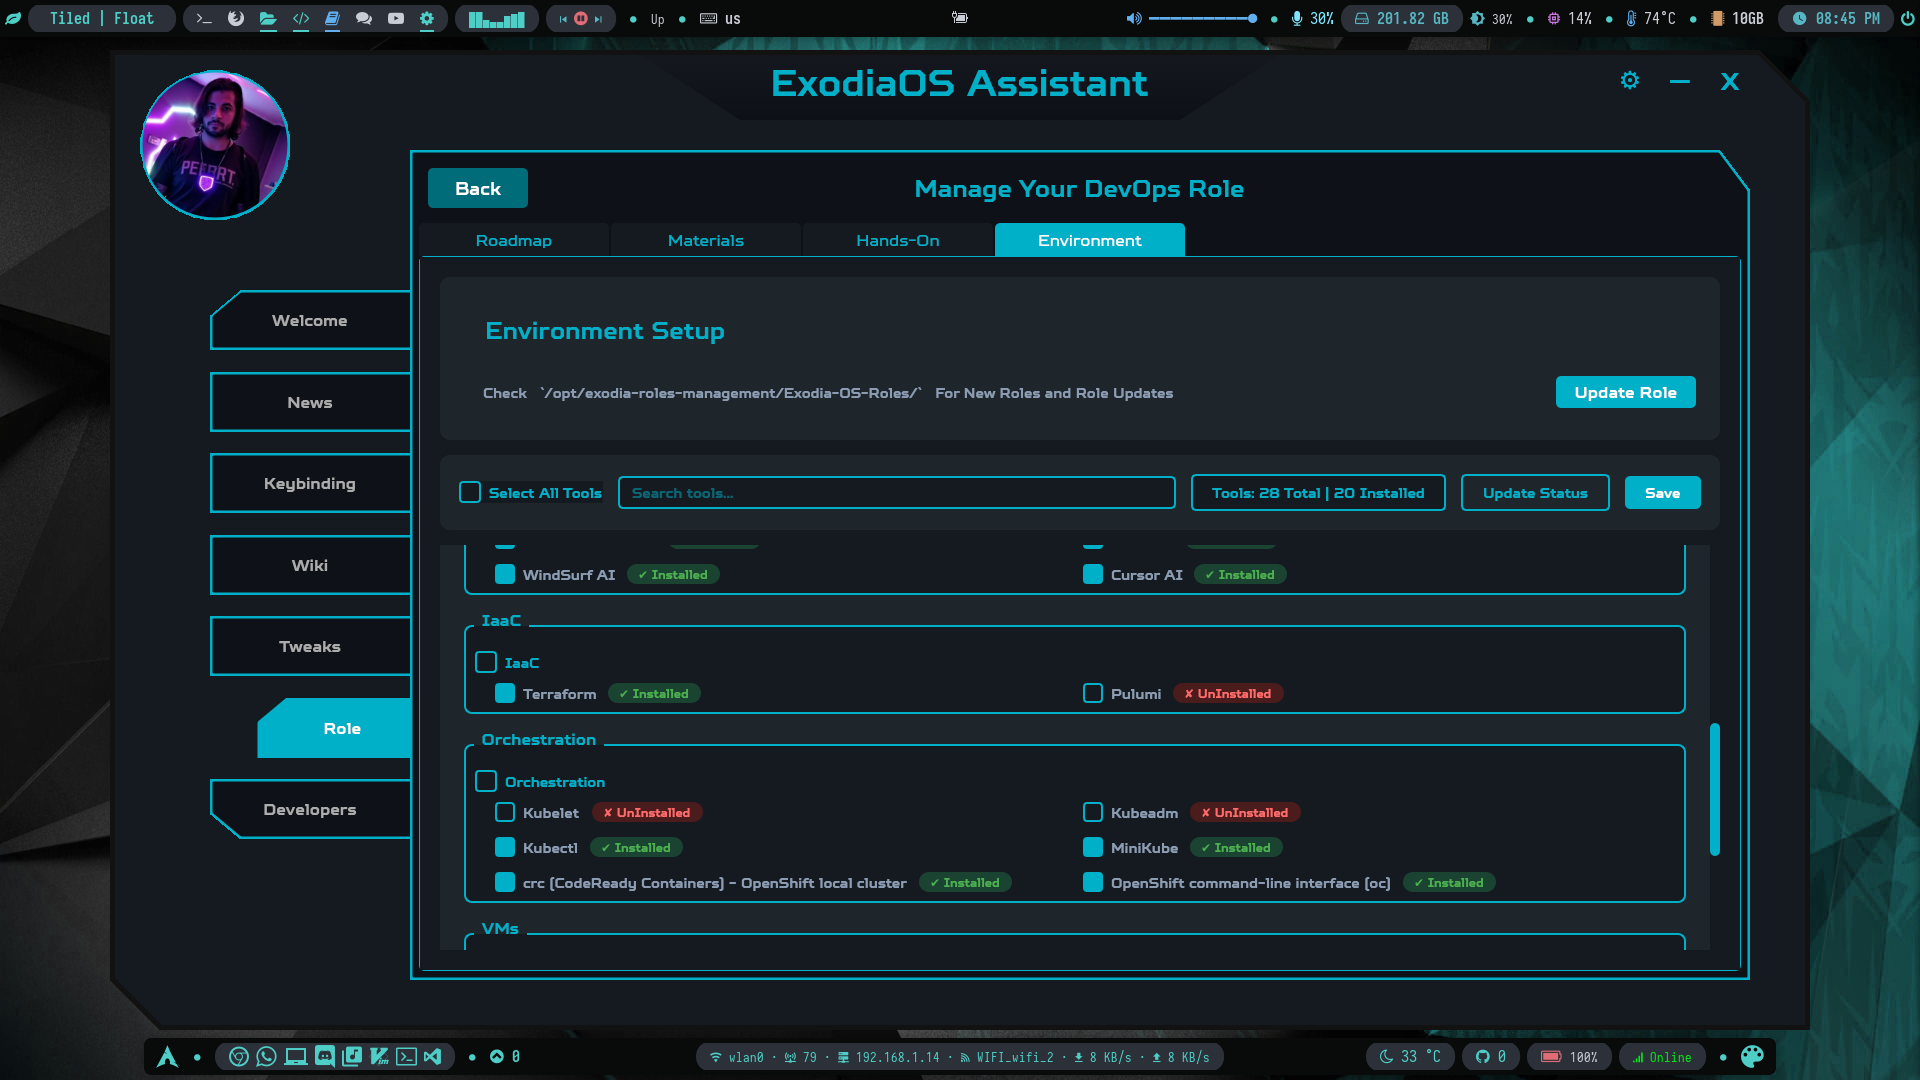 Tiled | Float
Up
us
30%
201.82 GB
30%
14%
74°C
10GB
08:45 PM
ExodiaOS Assistant
X
Back
Manage Your DevOps Role
Roadmap
Materials
Hands-On
Environment
Environment Setup
Check `/opt/exodia-roles-management/Exodia-OS-Roles/` For New Roles and Role Updates
Update Role
Select All Tools
Search tools...
Tools: 28 Total | 20 Installed
Update Status
Save
Welcome
News
Keybinding
Wiki
Tweaks
Role
Developers
WindSurf AI ✔ Installed
Cursor AI ✔ Installed
IaaC
IaaC
Terraform ✔ Installed
Pulumi ✘ UnInstalled
Orchestration
Orchestration
Kubelet ✘ UnInstalled
Kubeadm ✘ UnInstalled
Kubectl ✔ Installed
MiniKube ✔ Installed
crc [CodeReady Containers] - OpenShift local cluster ✔ Installed
OpenShift command-line interface [oc] ✔ Installed
VMs
0
wlan0 · 79 · 192.168.1.14 · WIFI_wifi_2 · 8 KB/s · 8 KB/s
33 °C
0
100%
Online